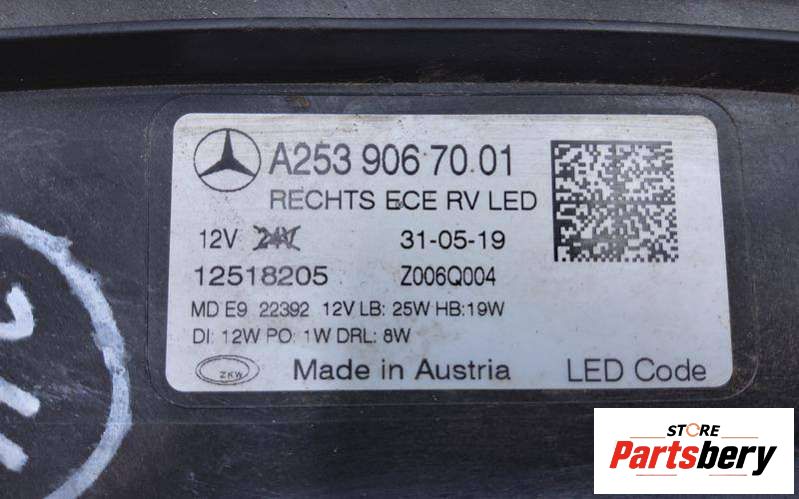 A253 906 70 01
RECHTS ECE RV LED
12V 24V 31-05-19
12518205 Z006Q004
MD E9 22392 12V LB: 25W HB:19W
DI: 12W PO: 1W DRL: 8W
ZKW Made in Austria LED Code
STORE
Partsbery